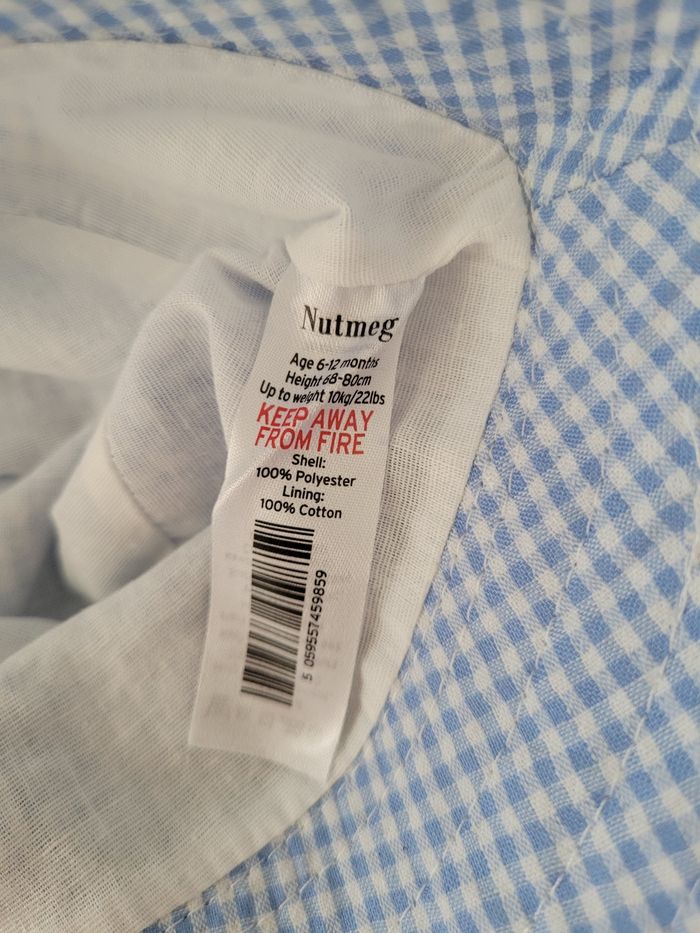 Nutmeg
Age 6-12 months
Height 68-80cm
Up to weight 10kg/22lbs
KEEP AWAY
FROM FIRE
Shell:
100% Polyester
Lining:
100% Cotton
5 059557459859